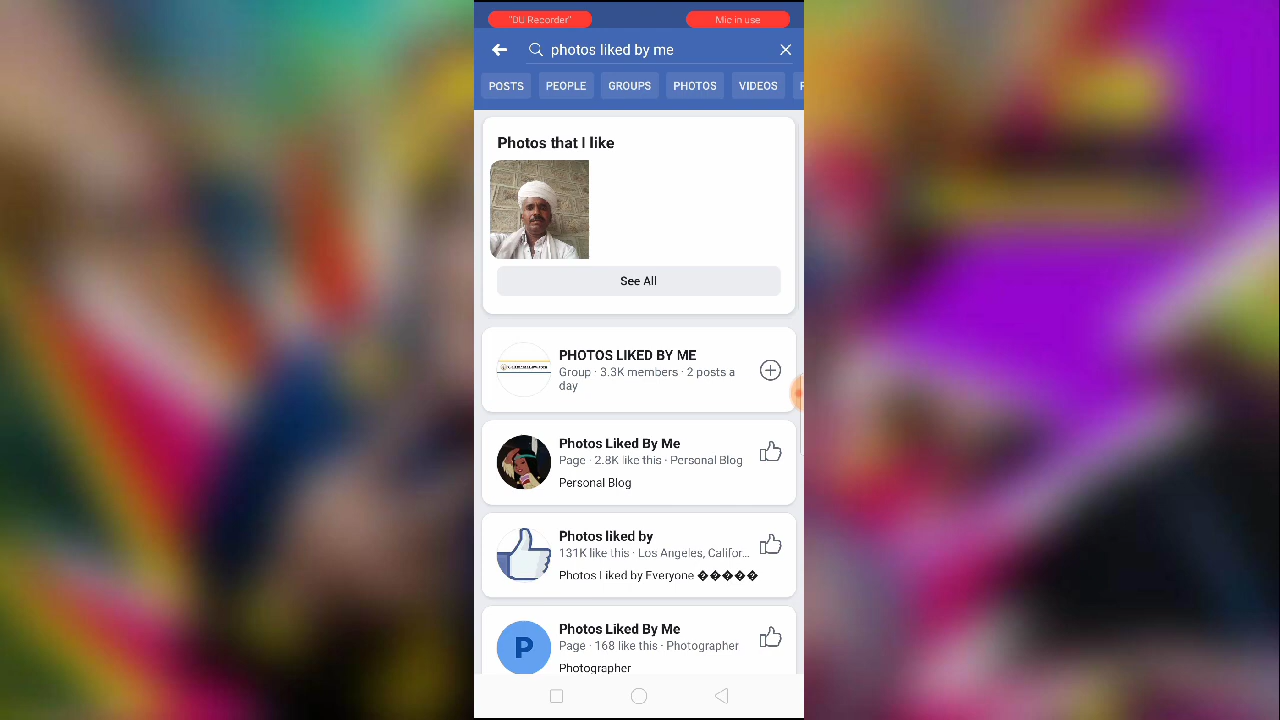 "DU Recorder"
Mic in use
photos liked by me
POSTS
PEOPLE
GROUPS
PHOTOS
VIDEOS
Photos that I like
See All
PHOTOS LIKED BY ME
Group · 3.3K members · 2 posts a
day
Photos Liked By Me
Page · 2.8K like this · Personal Blog
Personal Blog
Photos liked by
131K like this · Los Angeles, Califor...
Photos Liked by Everyone �����
P
Photos Liked By Me
Page · 168 like this · Photographer
Photographer